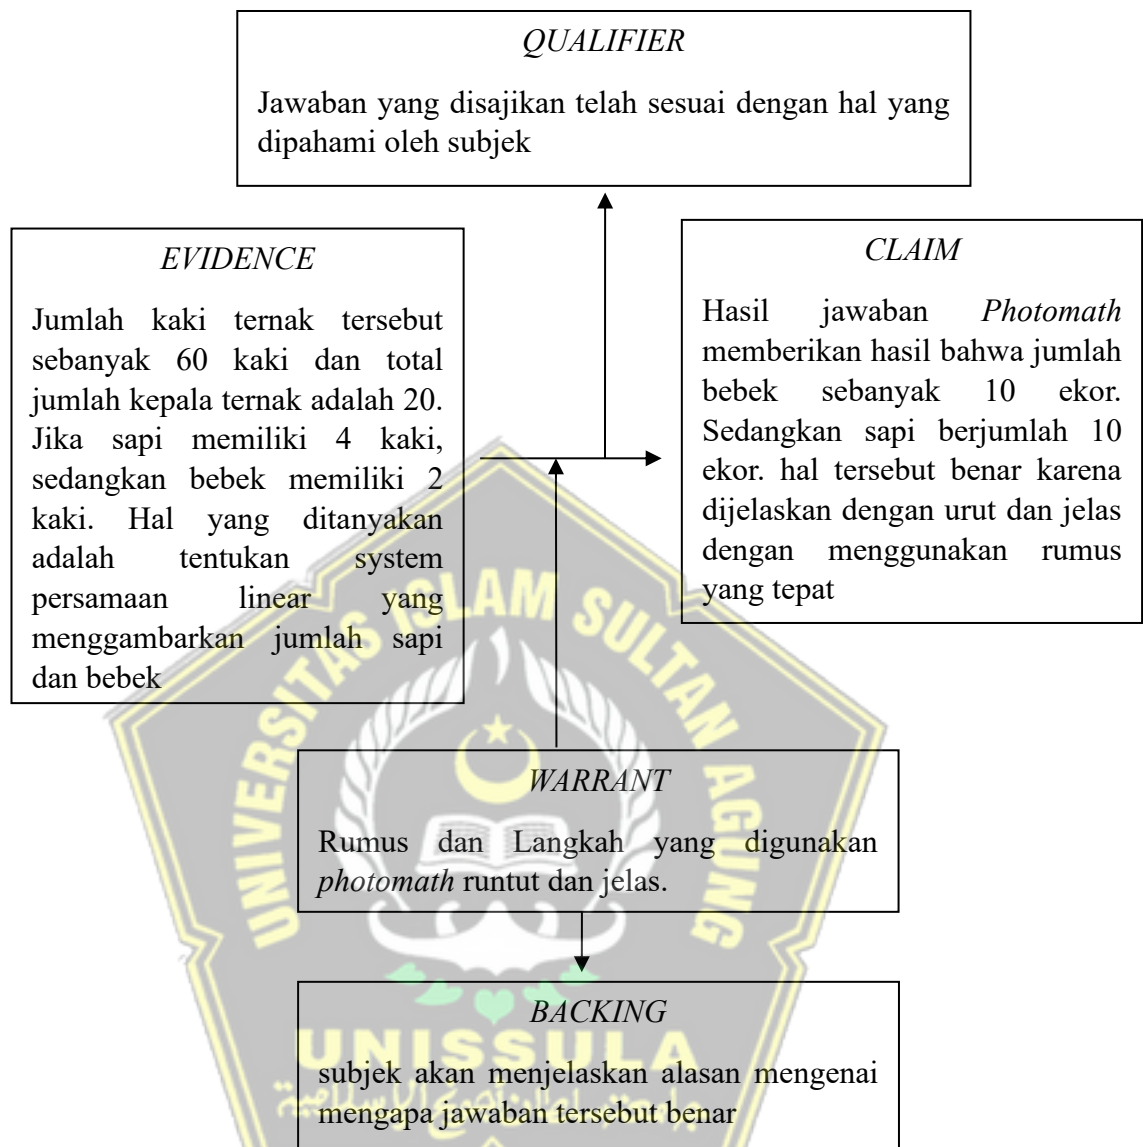 QUALIFIER
Jawaban yang disajikan telah sesuai dengan hal yang
dipahami oleh subjek
EVIDENCE
Jumlah kaki ternak tersebut
sebanyak 60 kaki dan total
jumlah kepala ternak adalah 20.
Jika sapi memiliki 4 kaki,
sedangkan bebek memiliki 2
kaki. Hal yang ditanyakan
adalah tentukan system
persamaan linear yang
menggambarkan jumlah sapi
dan bebek
CLAIM
Hasil jawaban Photomath
memberikan hasil bahwa jumlah
bebek sebanyak 10 ekor.
Sedangkan sapi berjumlah 10
ekor. hal tersebut benar karena
dijelaskan dengan urut dan jelas
dengan menggunakan rumus
yang tepat
WARRANT
Rumus dan Langkah yang digunakan
photomath runtut dan jelas.
BACKING
subjek akan menjelaskan alasan mengenai
mengapa jawaban tersebut benar
UNIVERSITAS ISLAM SULTAN AGUNG
UNISSULA